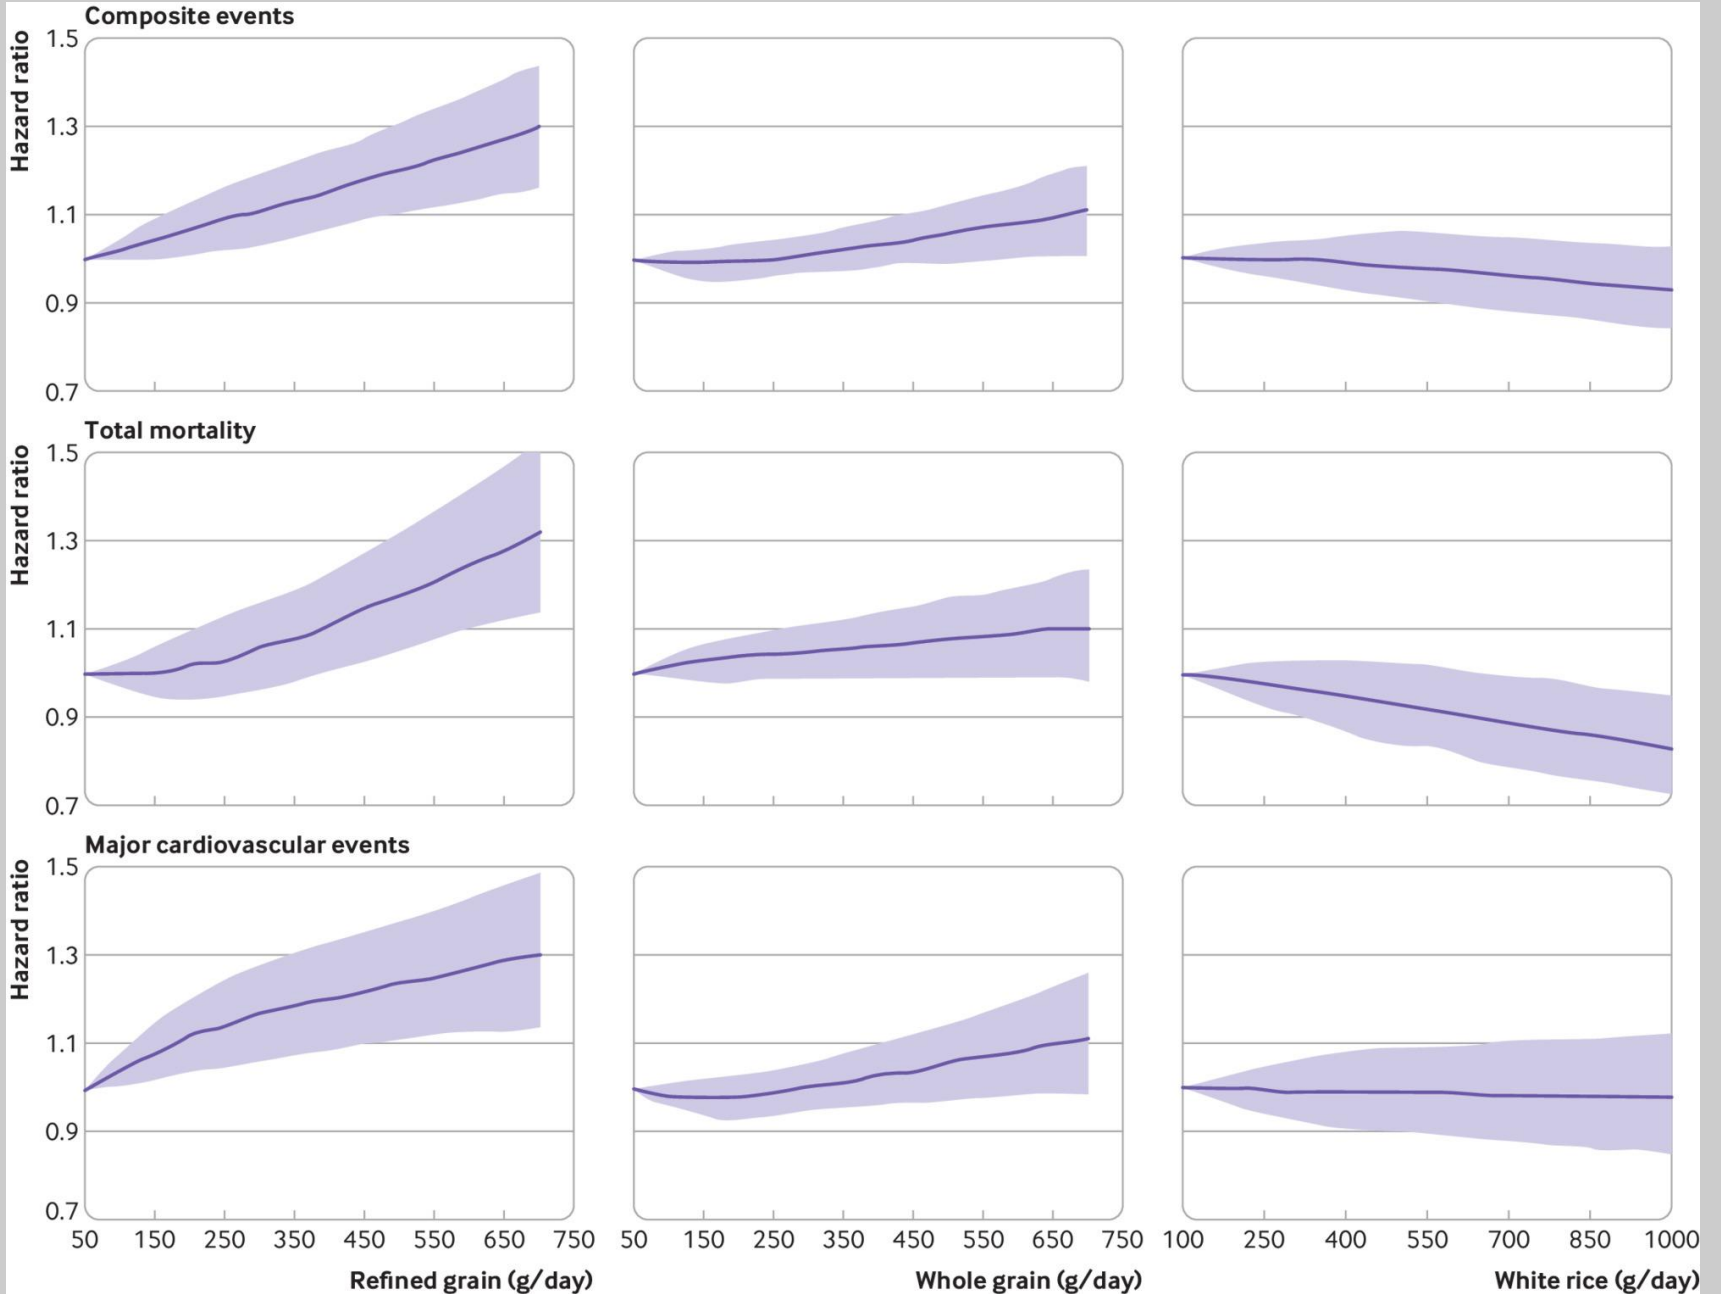 Composite events
Hazard ratio
1.5
1.3
1.1
0.9
0.7
Total mortality
Hazard ratio
1.5
1.3
1.1
0.9
0.7
Major cardiovascular events
Hazard ratio
1.5
1.3
1.1
0.9
0.7
50 150 250 350 450 550 650 750
Refined grain (g/day)
50 150 250 350 450 550 650 750
Whole grain (g/day)
100 250 400 550 700 850 1000
White rice (g/day)